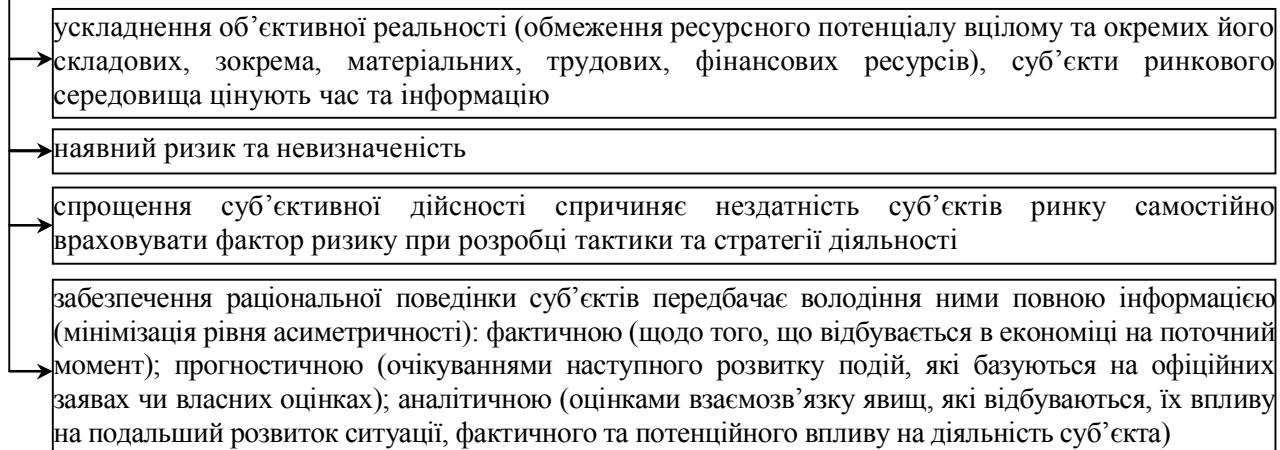 ускладнення об’єктивної реальності (обмеження ресурсного потенціалу вцілому та окремих його
складових, зокрема, матеріальних, трудових, фінансових ресурсів), суб’єкти ринкового
середовища цінують час та інформацію
наявний ризик та невизначеність
спрощення суб’єктивної дійсності спричиняє нездатність суб’єктів ринку самостійно
враховувати фактор ризику при розробці тактики та стратегії діяльності
забезпечення раціональної поведінки суб’єктів передбачає володіння ними повною інформацією
(мінімізація рівня асиметричності): фактичною (щодо того, що відбувається в економіці на поточний
момент); прогностичною (очікуваннями наступного розвитку подій, які базуються на офіційних
заявах чи власних оцінках); аналітичною (оцінками взаємозв’язку явищ, які відбуваються, їх впливу
на подальший розвиток ситуації, фактичного та потенційного впливу на діяльність суб’єкта)